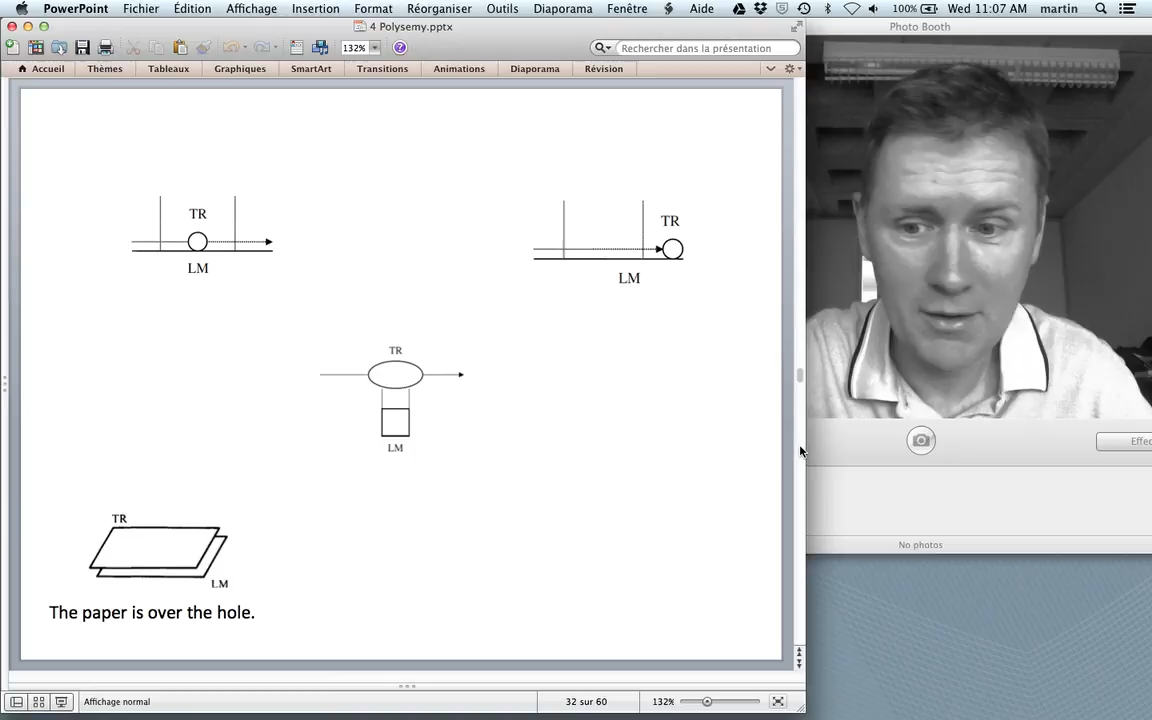 PowerPoint Fichier Édition Affichage Insertion Format Réorganiser Outils Diaporama Fenêtre Aide 100% Wed 11:07 AM martin
4 Polysemy.pptx
Photo Booth
132%
Rechercher dans la présentation
Accueil Thèmes Tableaux Graphiques SmartArt Transitions Animations Diaporama Révision
TR
LM
TR
LM
TR
LM
TR
LM
The paper is over the hole.
Effec
No photos
Affichage normal 32 sur 60 132%